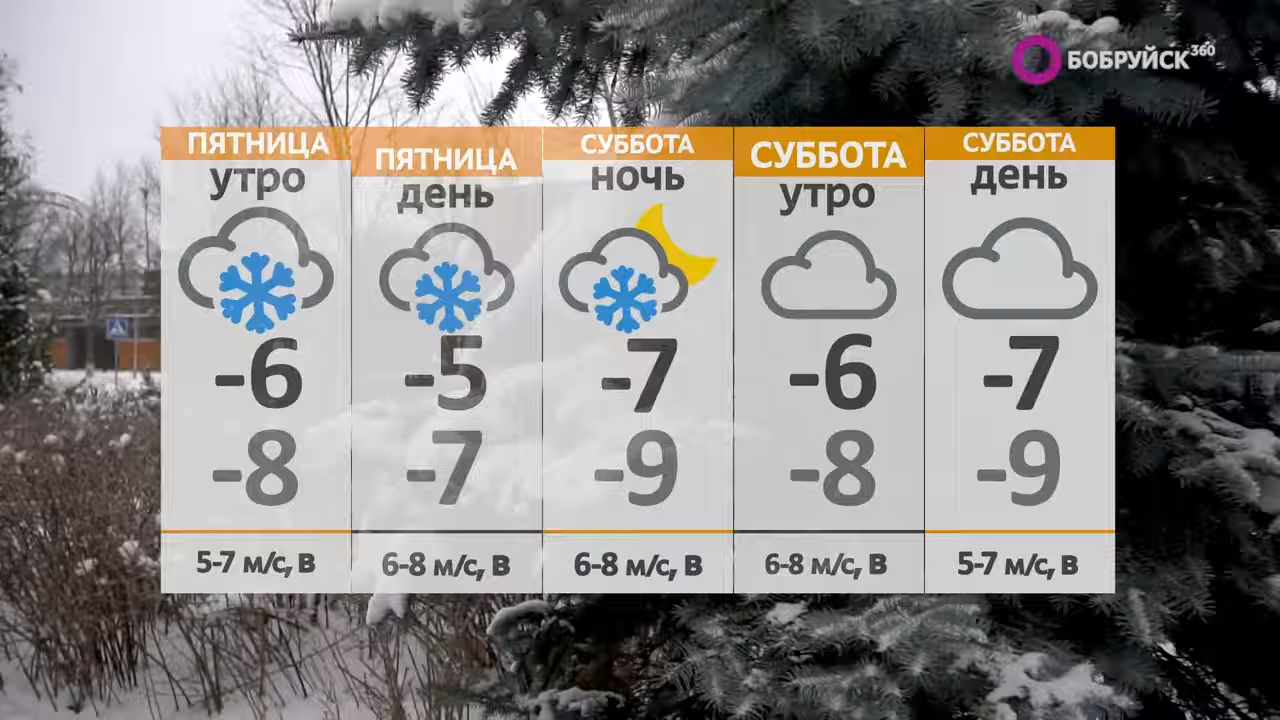 БОБРУЙСК360
ПЯТНИЦА
утро
-6
-8
5-7 м/с, В
ПЯТНИЦА
день
-5
-7
6-8 м/с, В
СУББОТА
ночь
-7
-9
6-8 м/с, В
СУББОТА
утро
-6
-8
6-8 м/с, В
СУББОТА
день
-7
-9
5-7 м/с, В